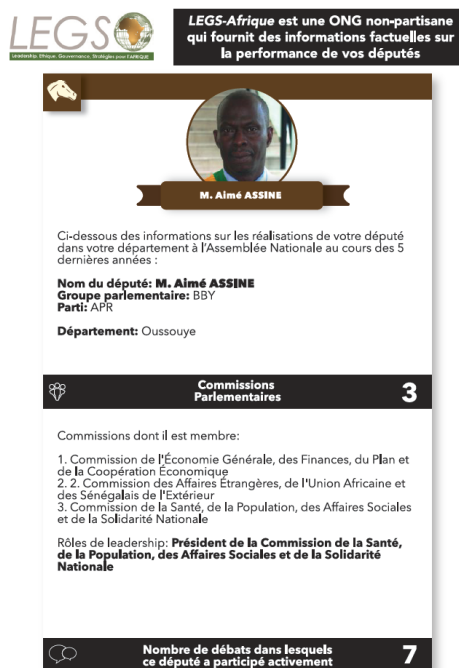 LEGS
Leadership, Ethique, Gouvernance, Stratégies pour l'AFRIQUE
LEGS-Afrique est une ONG non-partisane
qui fournit des informations factuelles sur
la performance de vos députés
M. Aimé ASSINE
Ci-dessous des informations sur les réalisations de votre député
dans votre département à l'Assemblée Nationale au cours des 5
dernières années :
Nom du député: M. Aimé ASSINE
Groupe parlementaire: BBY
Parti: APR
Département: Oussouye
Commissions
Parlementaires
3
Commissions dont il est membre:
1. Commission de l'Économie Générale, des Finances, du Plan et
de la Coopération Économique
2. 2. Commission des Affaires Étrangères, de l'Union Africaine et
des Sénégalais de l'Extérieur
3. Commission de la Santé, de la Population, des Affaires Sociales
et de la Solidarité Nationale
Rôles de leadership: Président de la Commission de la Santé,
de la Population, des Affaires Sociales et de la Solidarité
Nationale
Nombre de débats dans lesquels
ce député a participé activement
7